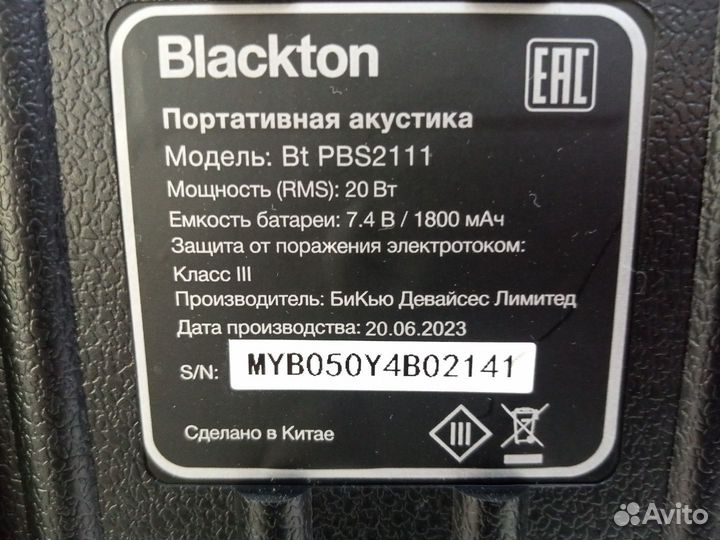 Blackton
EAC
Портативная акустика
Модель: Bt PBS2111
Мощность (RMS): 20 Вт
Емкость батареи: 7.4 В / 1800 мАч
Защита от поражения электротоком:
Класс III
Производитель: БиКью Девайсес Лимитед
Дата производства: 20.06.2023
S/N: MYB050Y4B02141
Сделано в Китае
III
Avito